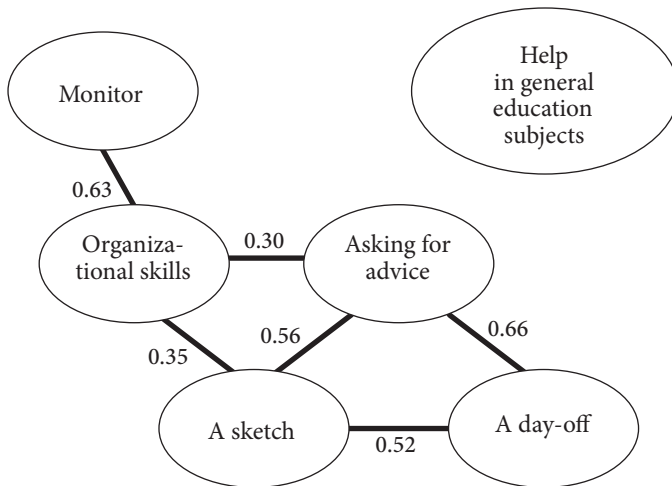 Monitor
Help
in general
education
subjects
0.63
Organiza-
tional skills
0.30
Asking for
advice
0.35
0.56
0.66
A sketch
0.52
A day-off